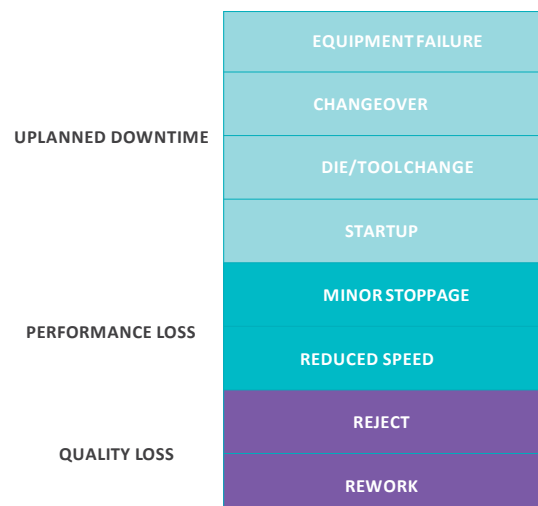 EQUIPMENT FAILURE
CHANGEOVER
UPLANNED DOWNTIME
DIE/TOOLCHANGE
STARTUP
MINOR STOPPAGE
PERFORMANCE LOSS
REDUCED SPEED
REJECT
QUALITY LOSS
REWORK